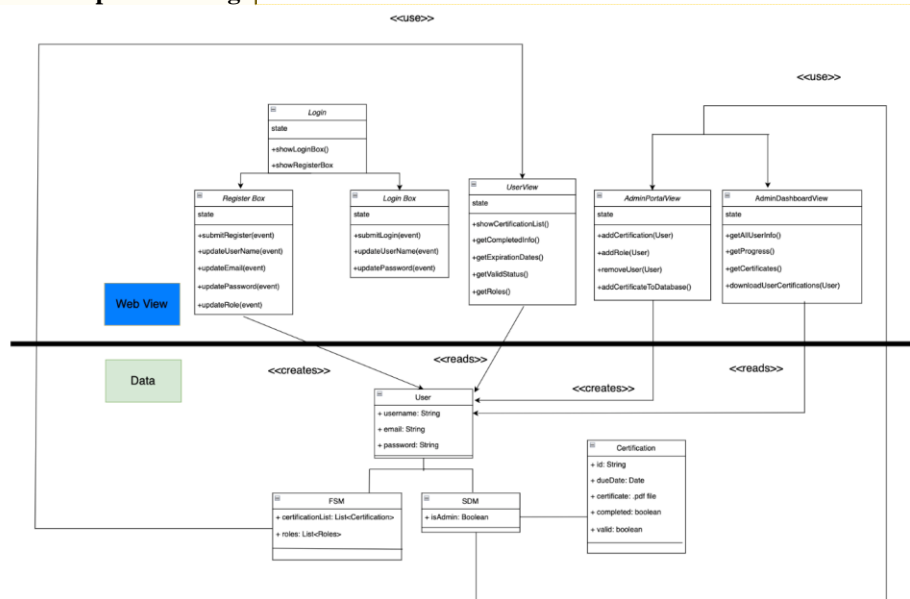 <<use>>
<<use>>
Login
state
+showLoginBox()
+showRegisterBox
Register Box
state
+submitRegister(event)
+updateUserName(event)
+updateEmail(event)
+updatePassword(event)
+updateRole(event)
Login Box
state
+submitLogin(event)
+updateUserName(event)
+updatePassword(event)
UserView
state
+showCertificationList()
+getCompletedInfo()
+getExpirationDates()
+getValidStatus()
+getRoles()
AdminPortalView
state
+addCertification(User)
+addRole(User)
+removeUser(User)
+addCertificateToDatabase()
AdminDashboardView
state
+getAllUserInfo()
+getProgress()
+getCertificates()
+downloadUserCertifications(User)
Web View
Data
<<creates>>
<<reads>>
<<creates>>
<<reads>>
User
+ username: String
+ email: String
+ password: String
FSM
+ certificationList: List<Certification>
+ roles: List<Roles>
SDM
+ isAdmin: Boolean
Certification
+ id: String
+ dueDate: Date
+ certificate: .pdf file
+ completed: boolean
+ valid: boolean